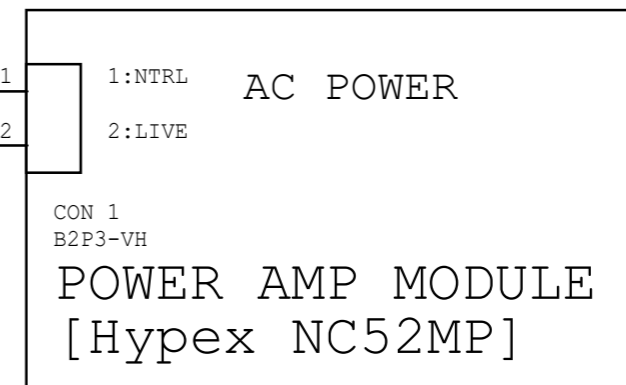 1
1:NTRL
AC POWER
2
2:LIVE
CON 1
B2P3-VH
POWER AMP MODULE
[Hypex NC52MP]